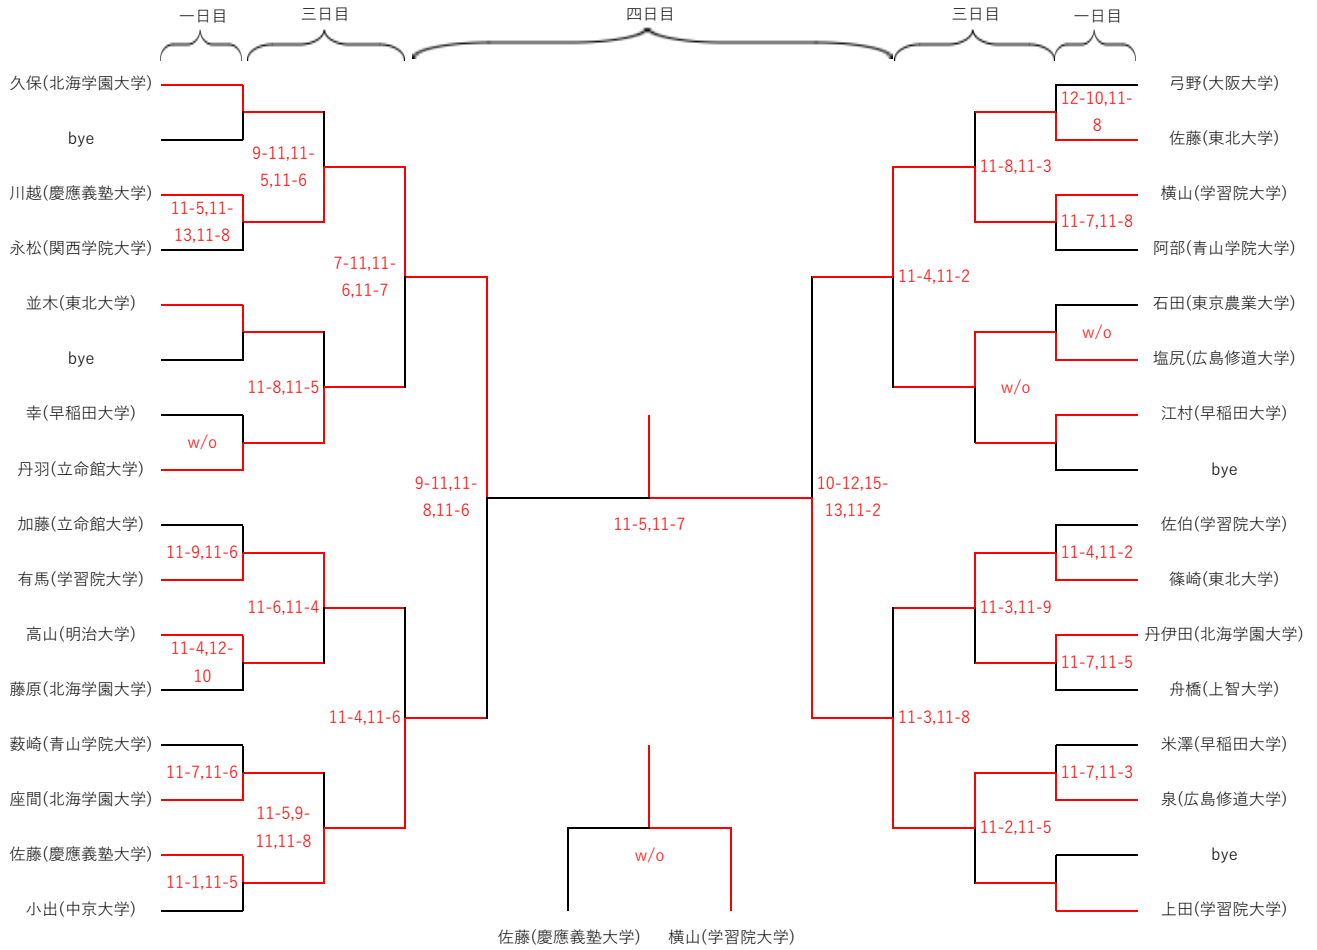 一日目
三日目
四日目
三日目
一日目
久保(北海学園大学)
bye
川越(慶應義塾大学)
永松(関西学院大学)
並木(東北大学)
bye
幸(早稲田大学)
丹羽(立命館大学)
加藤(立命館大学)
有馬(学習院大学)
高山(明治大学)
藤原(北海学園大学)
薮崎(青山学院大学)
座間(北海学園大学)
佐藤(慶應義塾大学)
小出(中京大学)
11-5,11-
13,11-8
w/o
11-9,11-6
11-4,12-
10
11-7,11-6
11-1,11-5
9-11,11-
5,11-6
11-8,11-5
11-6,11-4
11-5,9-
11,11-8
7-11,11-
6,11-7
11-4,11-6
9-11,11-
8,11-6
11-5,11-7
w/o
佐藤(慶應義塾大学)
横山(学習院大学)
10-12,15-
13,11-2
11-4,11-2
11-3,11-8
11-8,11-3
w/o
11-3,11-9
11-2,11-5
12-10,11-
8
11-7,11-8
w/o
11-4,11-2
11-7,11-5
11-7,11-3
弓野(大阪大学)
佐藤(東北大学)
横山(学習院大学)
阿部(青山学院大学)
石田(東京農業大学)
塩尻(広島修道大学)
江村(早稲田大学)
bye
佐伯(学習院大学)
篠崎(東北大学)
丹伊田(北海学園大学)
舟橋(上智大学)
米澤(早稲田大学)
泉(広島修道大学)
bye
上田(学習院大学)